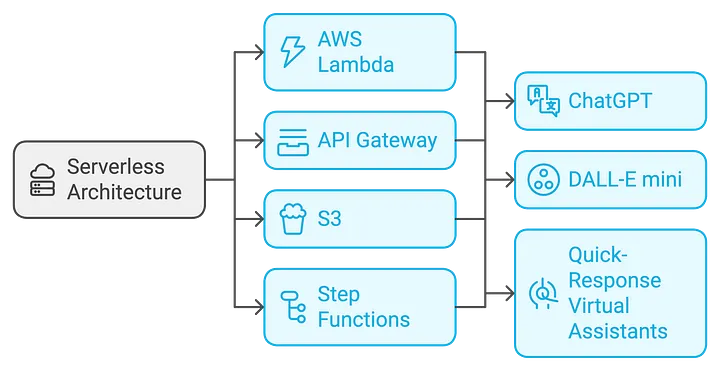 Serverless
Architecture
AWS
Lambda
API Gateway
S3
Step
Functions
ChatGPT
DALL-E mini
Quick-
Response
Virtual
Assistants